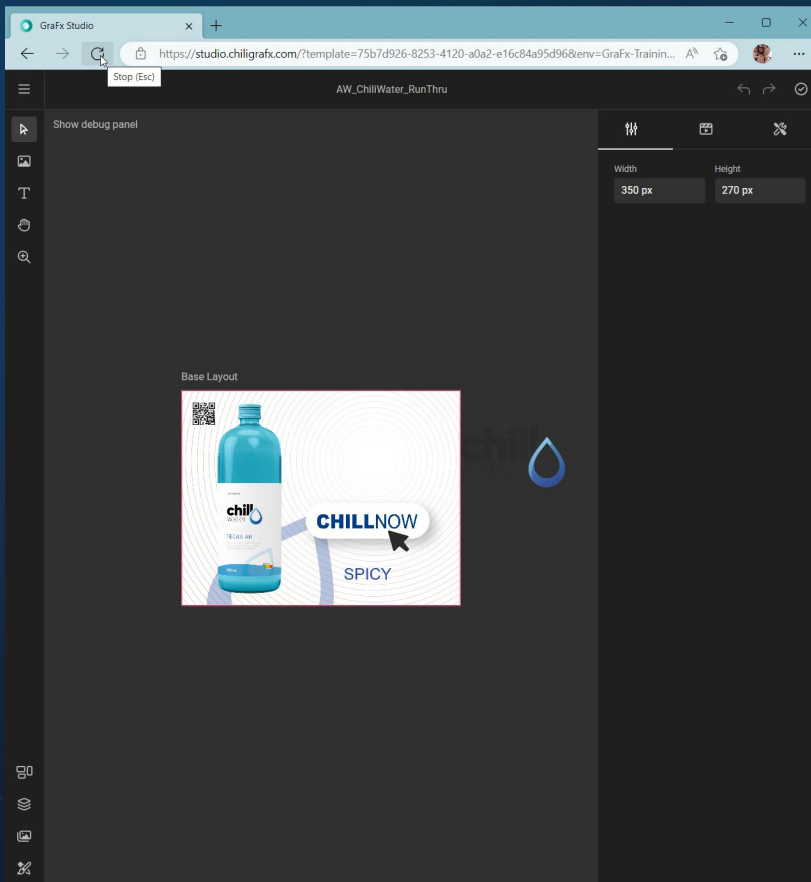 GraFx Studio
https://studio.chiligrafx.com/?template=75b7d926-8253-4120-a0a2-e16c84a95d96&env=GraFx-Trainin...
Stop (Esc)
AW_ChiliWater_RunThru
Show debug panel
Width
Height
350 px
270 px
Base Layout
chill
chill
water
REGULAR
CHILLNOW
SPICY